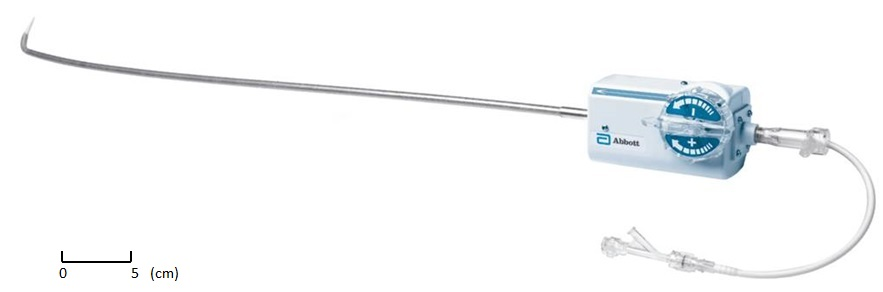 −
+
Abbott
0 5 (cm)